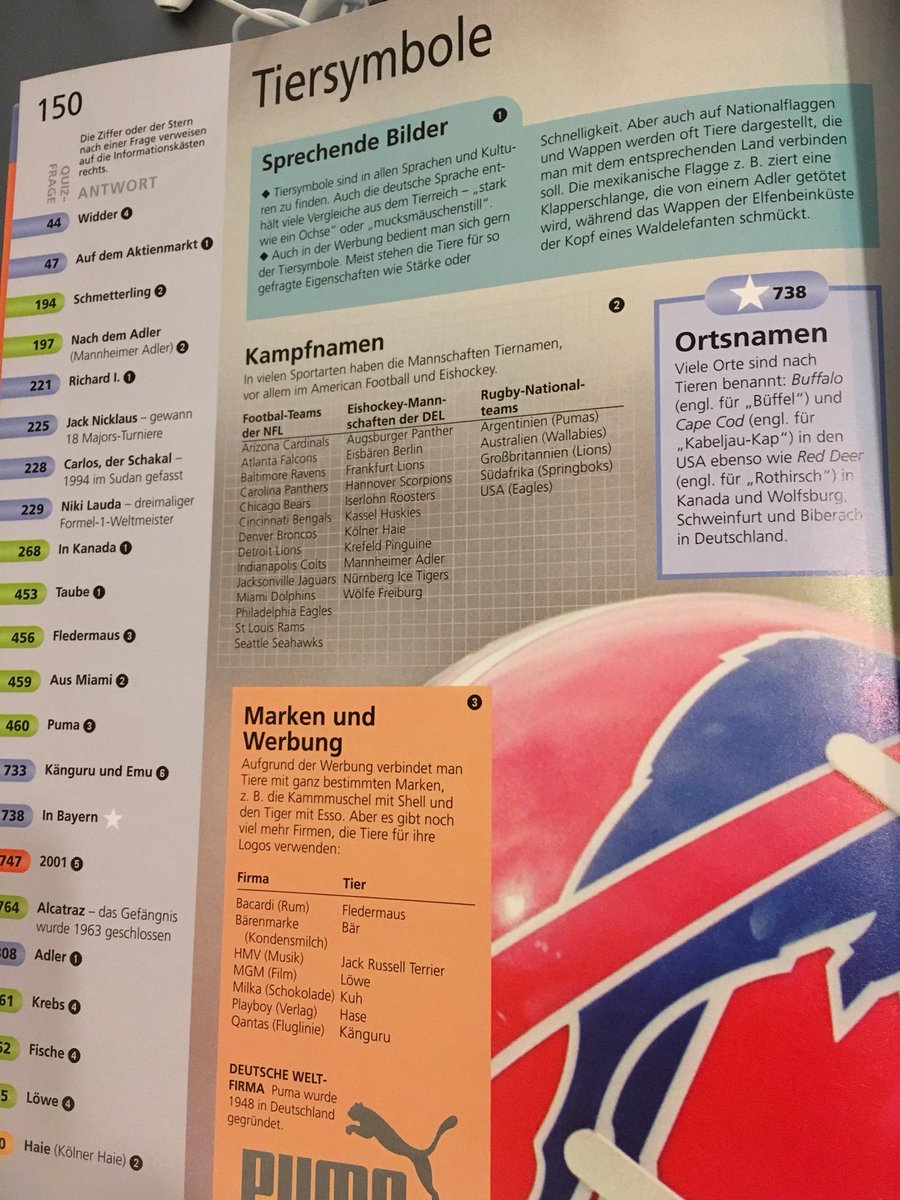 150
Die Ziffer oder der Stern
nach einer Frage verweisen
auf die Informationskästen
rechts.
QUIZ-
FRAGE
ANTWORT
44 Widder 4
47 Auf dem Aktienmarkt 1
194 Schmetterling 2
197 Nach dem Adler
(Mannheimer Adler) 2
221 Richard I. 1
225 Jack Nicklaus – gewann
18 Majors-Turniere
228 Carlos, der Schakal –
1994 im Sudan gefasst
229 Niki Lauda – dreimaliger
Formel-1-Weltmeister
268 In Kanada 1
453 Taube 1
456 Fledermaus 3
459 Aus Miami 2
460 Puma 3
733 Känguru und Emu 6
738 In Bayern
747 2001 5
764 Alcatraz – das Gefängnis
wurde 1963 geschlossen
808 Adler 1
61 Krebs 4
62 Fische 4
5 Löwe 4
0 Haie (Kölner Haie) 2
Tiersymbole
Sprechende Bilder 1
◆ Tiersymbole sind in allen Sprachen und Kultu-
ren zu finden. Auch die deutsche Sprache ent-
hält viele Vergleiche aus dem Tierreich – „stark
wie ein Ochse“ oder „mucksmäuschenstill“.
◆ Auch in der Werbung bedient man sich gern
der Tiersymbole. Meist stehen die Tiere für so
gefragte Eigenschaften wie Stärke oder
Schnelligkeit. Aber auch auf Nationalflaggen
und Wappen werden oft Tiere dargestellt, die
man mit dem entsprechenden Land verbinden
soll. Die mexikanische Flagge z. B. ziert eine
Klapperschlange, die von einem Adler getötet
wird, während das Wappen der Elfenbeinküste
der Kopf eines Waldelefanten schmückt.
2
Kampfnamen
In vielen Sportarten haben die Mannschaften Tiernamen,
vor allem im American Football und Eishockey.
Footbal-Teams
der NFL
Arizona Cardinals
Atlanta Falcons
Baltimore Ravens
Carolina Panthers
Chicago Bears
Cincinnati Bengals
Denver Broncos
Detroit Lions
Indianapolis Colts
Jacksonville Jaguars
Miami Dolphins
Philadelphia Eagles
St Louis Rams
Seattle Seahawks
Eishockey-Mann-
schaften der DEL
Augsburger Panther
Eisbären Berlin
Frankfurt Lions
Hannover Scorpions
Iserlohn Roosters
Kassel Huskies
Kölner Haie
Krefeld Pinguine
Mannheimer Adler
Nürnberg Ice Tigers
Wölfe Freiburg
Rugby-National-
teams
Argentinien (Pumas)
Australien (Wallabies)
Großbritannien (Lions)
Südafrika (Springboks)
USA (Eagles)
738
Ortsnamen
Viele Orte sind nach
Tieren benannt: Buffalo
(engl. für „Büffel“) und
Cape Cod (engl. für
„Kabeljau-Kap“) in den
USA ebenso wie Red Deer
(engl. für „Rothirsch“) in
Kanada und Wolfsburg,
Schweinfurt und Biberach
in Deutschland.
3
Marken und
Werbung
Aufgrund der Werbung verbindet man
Tiere mit ganz bestimmten Marken,
z. B. die Kammmuschel mit Shell und
den Tiger mit Esso. Aber es gibt noch
viel mehr Firmen, die Tiere für ihre
Logos verwenden:
Firma Tier
Bacardi (Rum) Fledermaus
Bärenmarke Bär
(Kondensmilch)
HMV (Musik) Jack Russell Terrier
MGM (Film) Löwe
Milka (Schokolade) Kuh
Playboy (Verlag) Hase
Qantas (Fluglinie) Känguru
DEUTSCHE WELT-
FIRMA Puma wurde
1948 in Deutschland
gegründet.
PUMA